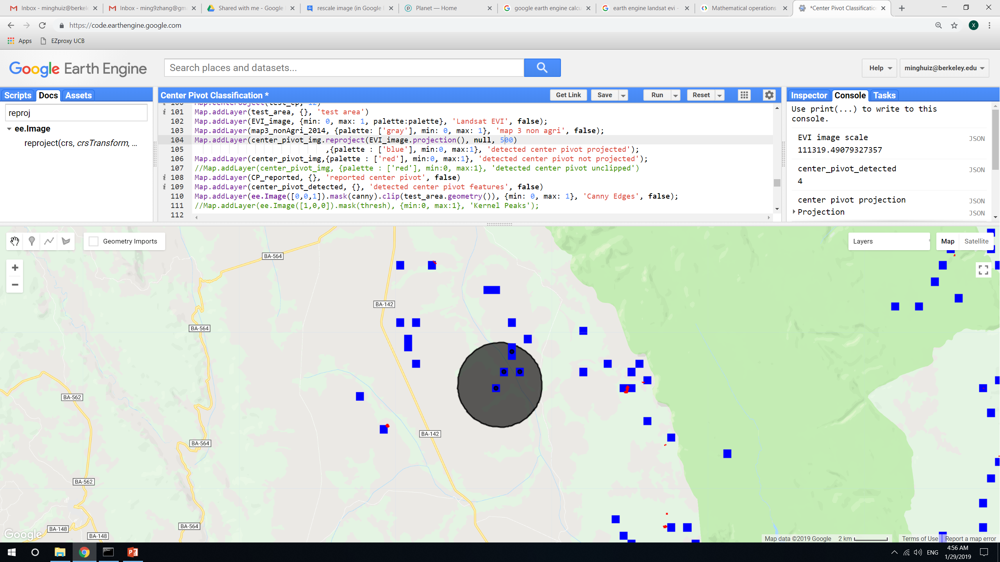 Inbox - minghuiz@berkele
Inbox - ming9zhang@gma
Shared with me - Google
rescale image (in Google
Planet — Home
google earth engine calcu
earth engine landsat evi -
Mathematical operations
*Center Pivot Classificatio
https://code.earthengine.google.com
X
Apps
EZproxy UCB
Google Earth Engine
Search places and datasets...
Help
minghuiz@berkeley.edu
Scripts Docs Assets
reproj
ee.Image
reproject(crs, crsTransform, ...
Center Pivot Classification *
Get Link
Save
Run
Reset
100 Map.centerObject(test_cp, 12)
i 101 Map.addLayer(test_area, {}, 'test area')
102 Map.addLayer(EVI_image, {min: 0, max: 1, palette:palette}, 'Landsat EVI', false);
103 Map.addLayer(map3_nonAgri_2014, {palette: ['gray'], min: 0, max: 1}, 'map 3 non agri', false);
104 Map.addLayer(center_pivot_img.reproject(EVI_image.projection(), null, 500)
105 ,{palette : ['blue'], min:0, max:1}, 'detected center pivot projected');
106 Map.addLayer(center_pivot_img,{palette : ['red'], min:0, max:1}, 'detected center pivot not projected');
107 //Map.addLayer(center_pivot_img, {palette : ['red'], min:0, max:1}, 'detected center pivot unclipped')
i 108 Map.addLayer(CP_reported, {}, 'reported center pivot', false)
i 109 Map.addLayer(center_pivot_detected, {}, 'detected center pivot features', false)
110 Map.addLayer(ee.Image([0,0,1]).mask(canny).clip(test_area.geometry()), {min: 0, max: 1}, 'Canny Edges', false);
111 //Map.addLayer(ee.Image([1,0,0]).mask(thresh), {min:0, max:1}, 'Kernel Peaks');
112
Inspector Console Tasks
Use print(...) to write to this
console.
EVI image scale JSON
111319.49079327357
center_pivot_detected JSON
4
center pivot projection JSON
Projection JSON
Geometry Imports
Layers
Map
Satellite
BA-564
BA-142
BA-564
BA-562
BA-142
BA-564
BA-562
BA-564
BA-148
BA-148
Google
Map data ©2019 Google
2 km
Terms of Use
Report a map error
ENG
4:56 AM
1/29/2019